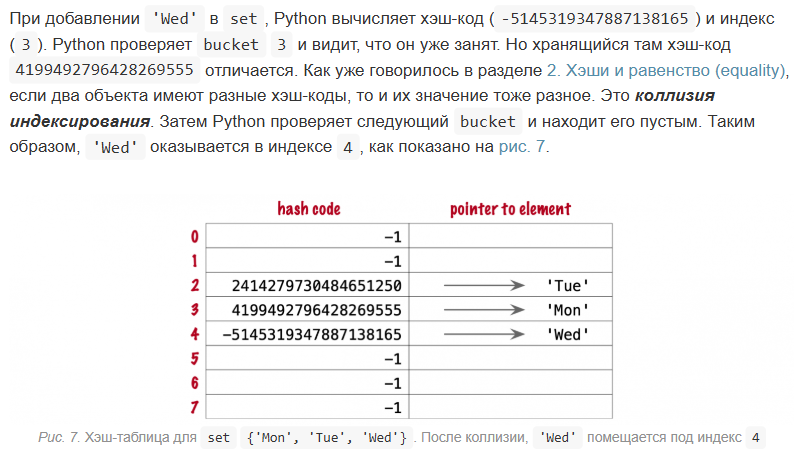 При добавлении 'Wed' в set , Python вычисляет хэш-код ( -5145319347887138165 ) и индекс
( 3 ). Python проверяет bucket 3 и видит, что он уже занят. Но хранящийся там хэш-код
4199492796428269555 отличается. Как уже говорилось в разделе 2. Хэши и равенство (equality),
если два объекта имеют разные хэш-коды, то и их значение тоже разное. Это коллизия
индексирования. Затем Python проверяет следующий bucket и находит его пустым. Таким
образом, 'Wed' оказывается в индексе 4 , как показано на рис. 7.
hash code pointer to element
0 -1
1 -1
2 2414279730484651250 'Tue'
3 4199492796428269555 'Mon'
4 -5145319347887138165 'Wed'
5 -1
6 -1
7 -1
Рис. 7. Хэш-таблица для set {'Mon', 'Tue', 'Wed'} . После коллизии, 'Wed' помещается под индекс 4